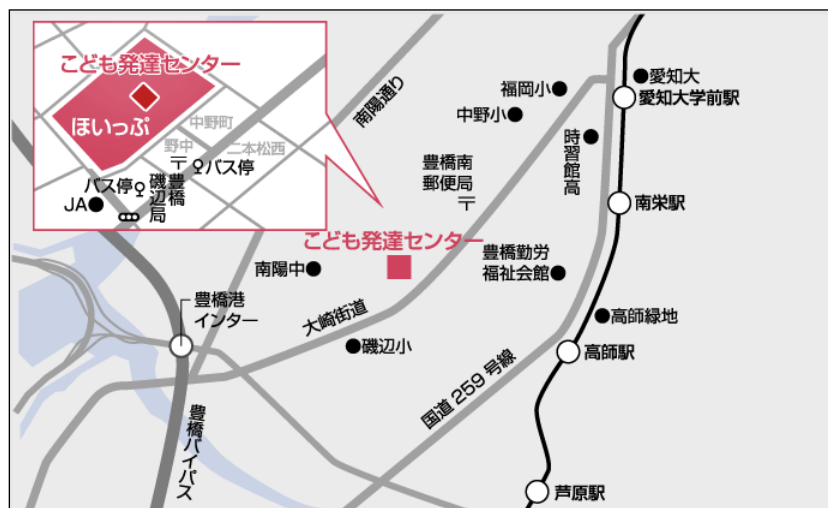 こども発達センター
ほいっぷ
中野町
野中
二本松西
バス停
バス停
豊橋
磯辺局
JA
南陽通り
福岡小
中野小
愛知大
愛知大学前駅
時習館高
豊橋南
郵便局
南栄駅
こども発達センター
南陽中
豊橋勤労
福祉会館
豊橋港
インター
大崎街道
高師緑地
磯辺小
高師駅
国道259号線
豊橋バイパス
芦原駅